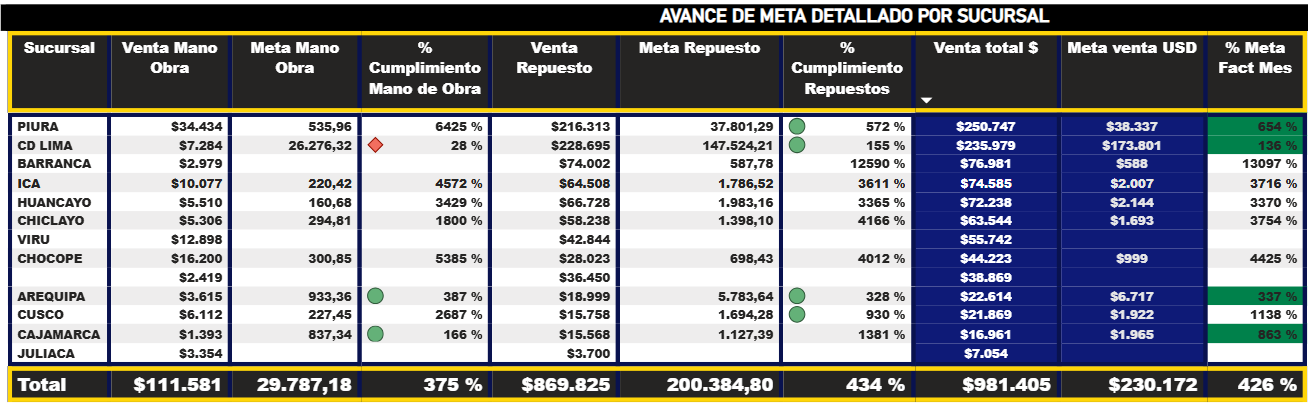 AVANCE DE META DETALLADO POR SUCURSAL
Sucursal Venta Mano Obra Meta Mano Obra % Cumplimiento Mano de Obra Venta Repuesto Meta Repuesto % Cumplimiento Repuestos Venta total $ Meta venta USD % Meta Fact Mes
PIURA $34.434 535,96 6425 % $216.313 37.801,29 572 % $250.747 $38.337 654 %
CD LIMA $7.284 26.276,32 28 % $228.695 147.524,21 155 % $235.979 $173.801 136 %
BARRANCA $2.979 $74.002 587,78 12590 % $76.981 $588 13097 %
ICA $10.077 220,42 4572 % $64.508 1.786,52 3611 % $74.585 $2.007 3716 %
HUANCAYO $5.510 160,68 3429 % $66.728 1.983,16 3365 % $72.238 $2.144 3370 %
CHICLAYO $5.306 294,81 1800 % $58.238 1.398,10 4166 % $63.544 $1.693 3754 %
VIRU $12.898 $42.844 $55.742
CHOCOPE $16.200 300,85 5385 % $28.023 698,43 4012 % $44.223 $999 4425 %
$2.419 $36.450 $38.869
AREQUIPA $3.615 933,36 387 % $18.999 5.783,64 328 % $22.614 $6.717 337 %
CUSCO $6.112 227,45 2687 % $15.758 1.694,28 930 % $21.869 $1.922 1138 %
CAJAMARCA $1.393 837,34 166 % $15.568 1.127,39 1381 % $16.961 $1.965 863 %
JULIACA $3.354 $3.700 $7.054
Total $111.581 29.787,18 375 % $869.825 200.384,80 434 % $981.405 $230.172 426 %